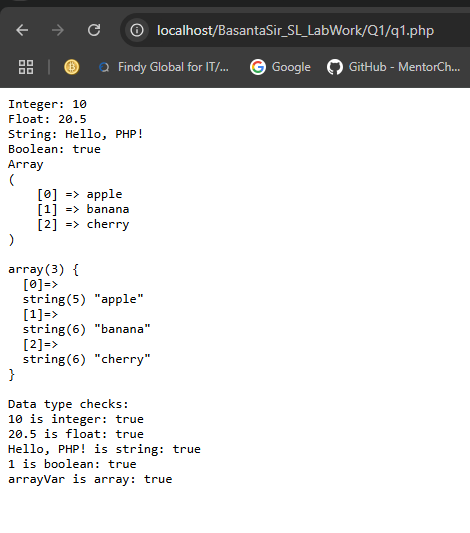 localhost/BasantaSir_SL_LabWork/Q1/q1.php
Findy Global for IT/... Google GitHub - MentorCh...
Integer: 10
Float: 20.5
String: Hello, PHP!
Boolean: true
Array
(
    [0] => apple
    [1] => banana
    [2] => cherry
)

array(3) {
  [0]=>
  string(5) "apple"
  [1]=>
  string(6) "banana"
  [2]=>
  string(6) "cherry"
}

Data type checks:
10 is integer: true
20.5 is float: true
Hello, PHP! is string: true
1 is boolean: true
arrayVar is array: true